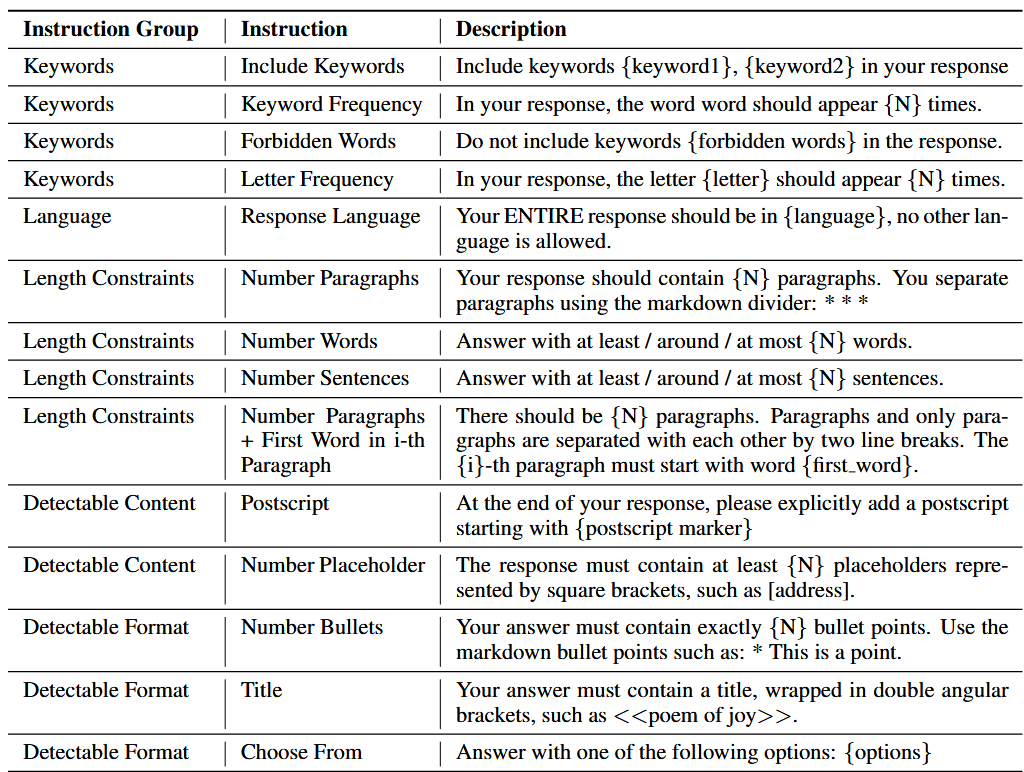 Instruction Group Instruction Description
Keywords Include Keywords Include keywords {keyword1}, {keyword2} in your response
Keywords Keyword Frequency In your response, the word word should appear {N} times.
Keywords Forbidden Words Do not include keywords {forbidden words} in the response.
Keywords Letter Frequency In your response, the letter {letter} should appear {N} times.
Language Response Language Your ENTIRE response should be in {language}, no other lan-
guage is allowed.
Length Constraints Number Paragraphs Your response should contain {N} paragraphs. You separate
paragraphs using the markdown divider: * * *
Length Constraints Number Words Answer with at least / around / at most {N} words.
Length Constraints Number Sentences Answer with at least / around / at most {N} sentences.
Length Constraints Number Paragraphs There should be {N} paragraphs. Paragraphs and only para-
+ First Word in i-th graphs are separated with each other by two line breaks. The
Paragraph {i}-th paragraph must start with word {first_word}.
Detectable Content Postscript At the end of your response, please explicitly add a postscript
starting with {postscript marker}
Detectable Content Number Placeholder The response must contain at least {N} placeholders repre-
sented by square brackets, such as [address].
Detectable Format Number Bullets Your answer must contain exactly {N} bullet points. Use the
markdown bullet points such as: * This is a point.
Detectable Format Title Your answer must contain a title, wrapped in double angular
brackets, such as <<poem of joy>>.
Detectable Format Choose From Answer with one of the following options: {options}